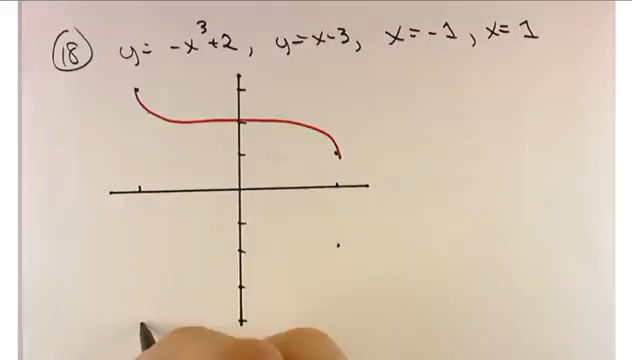 18 y = -x³+2, y = x-3, x = -1, x = 1